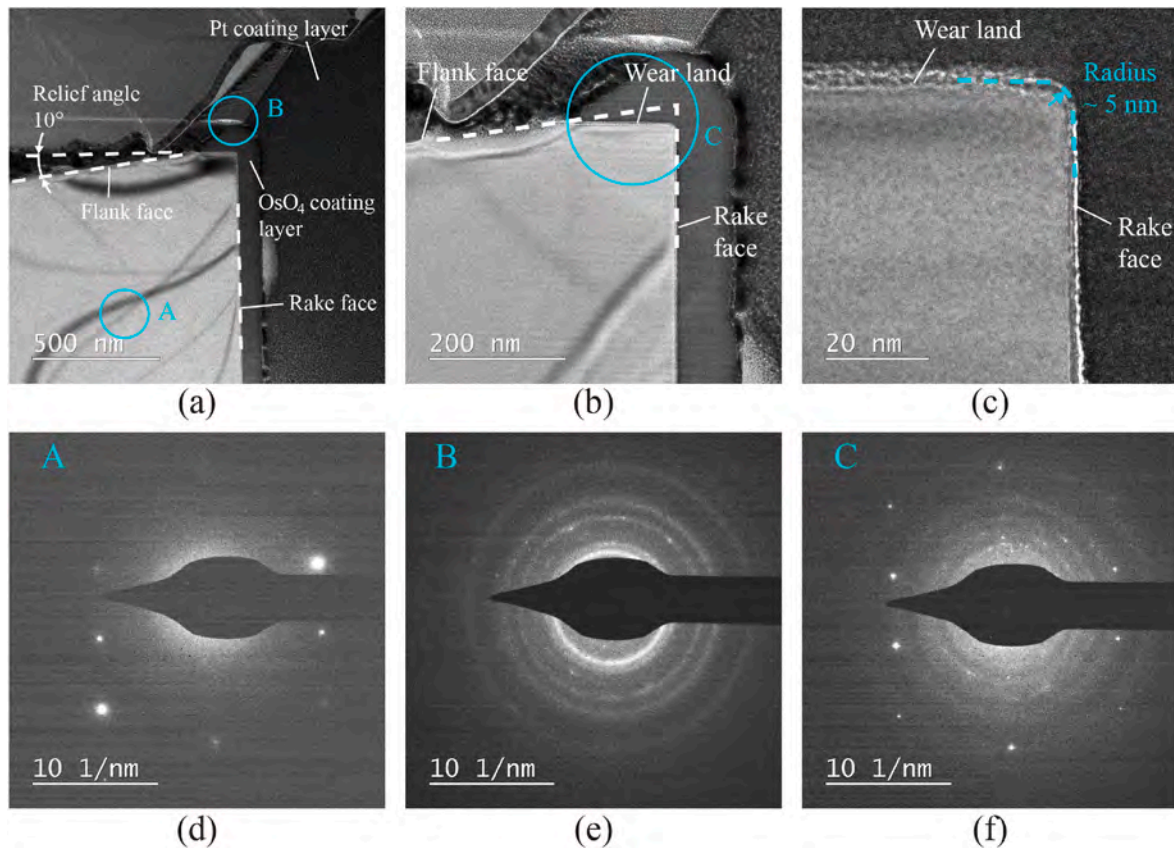 Pt coating layer
Relief angle
10°
B
Flank face
OsO₄ coating
layer
A
Rake face
500 nm
(a)
Flank face
Wear land
C
Rake
face
200 nm
(b)
Wear land
Radius
~ 5 nm
Rake
face
20 nm
(c)
A
10 1/nm
(d)
B
10 1/nm
(e)
C
10 1/nm
(f)